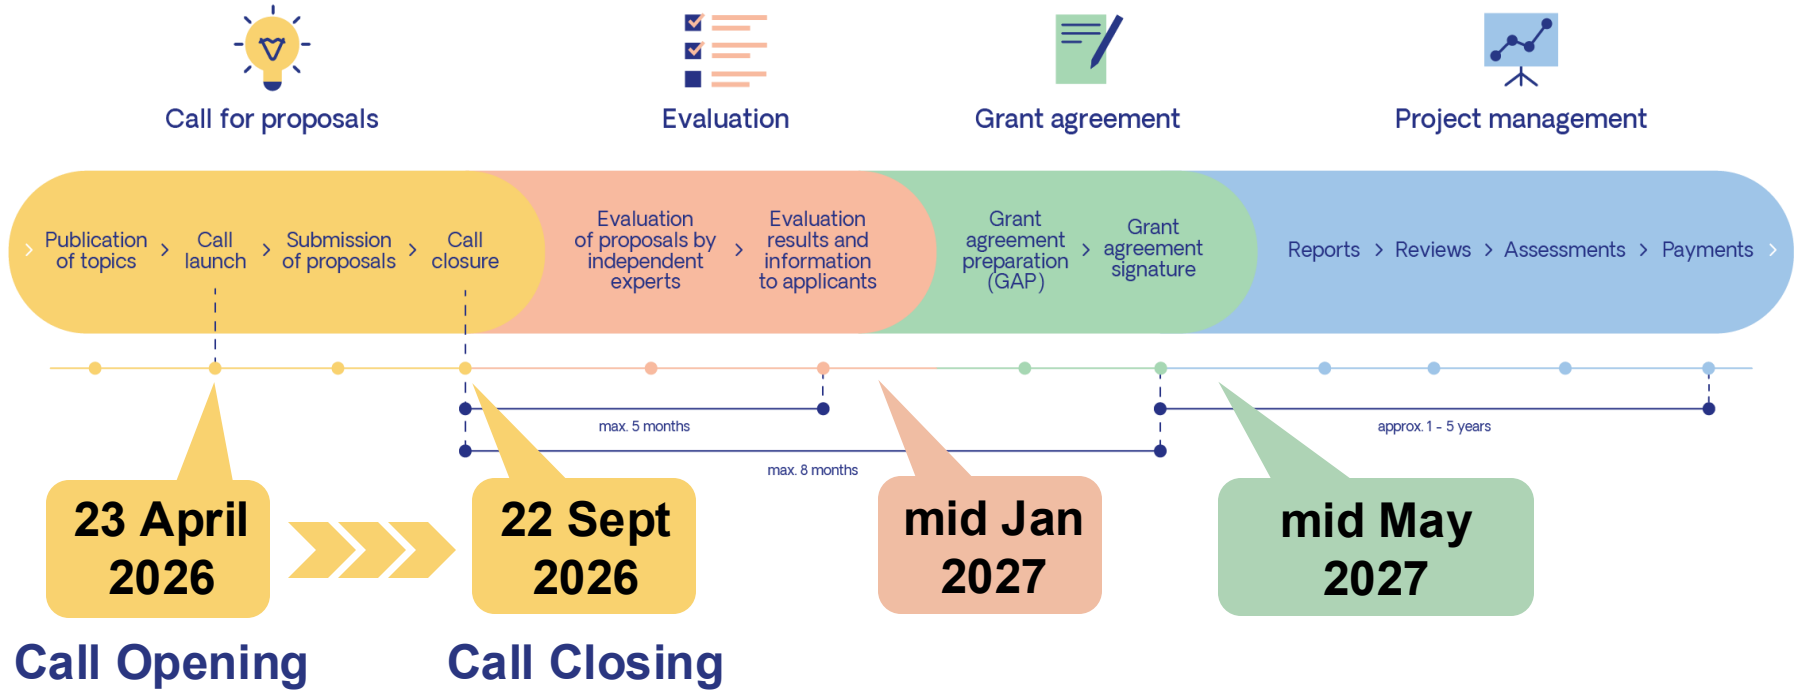 Call for proposals
Evaluation
Grant agreement
Project management
Publication
of topics
Call
launch
Submission
of proposals
Call
closure
Evaluation
of proposals by
independent
experts
Evaluation
results and
information
to applicants
Grant
agreement
preparation
(GAP)
Grant
agreement
signature
Reports
Reviews
Assessments
Payments
max. 5 months
approx. 1 - 5 years
max. 8 months
23 April
2026
22 Sept
2026
mid Jan
2027
mid May
2027
Call Opening
Call Closing